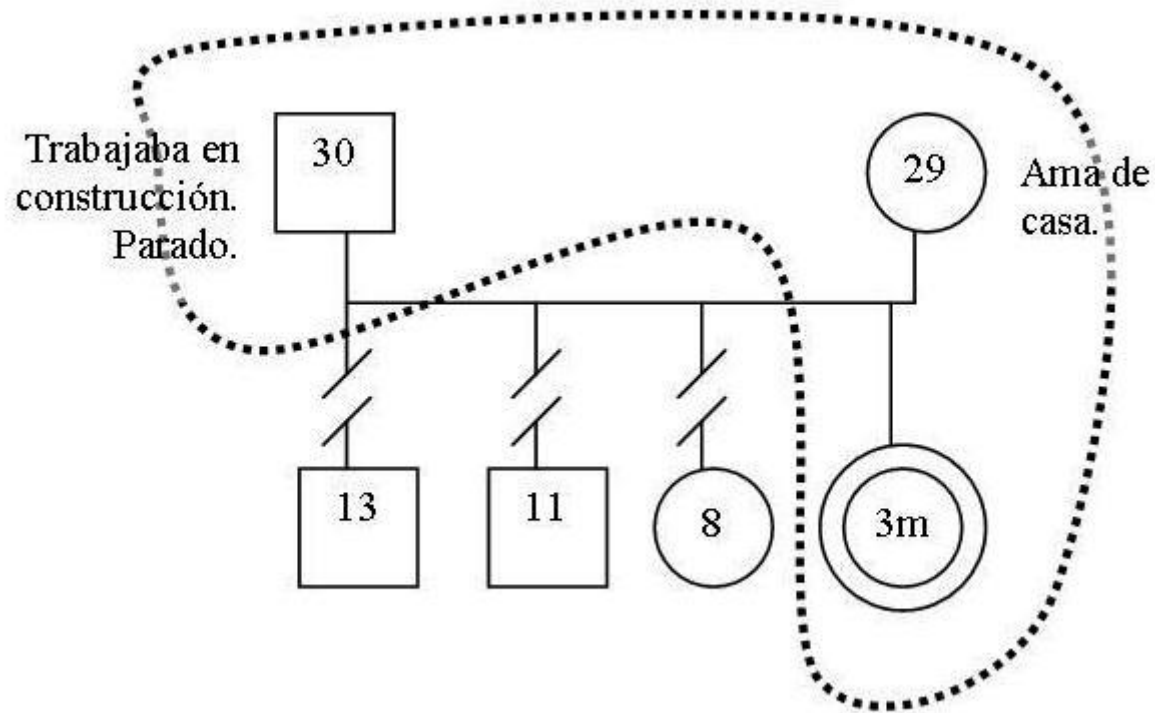 Trabajaba en
construcción.
Parado.
30
29
Ama de
casa.
13
11
8
3m